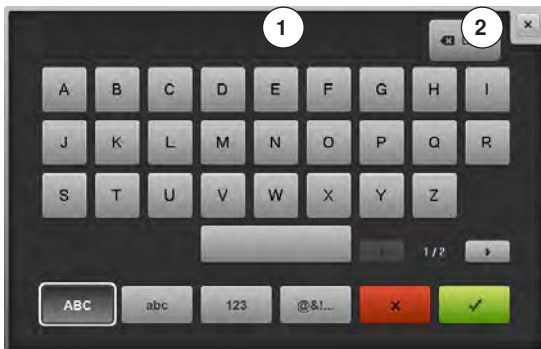 1 2
A B C D E F G H I
J K L M N O P Q R
S T U V W X Y Z
1/2
ABC abc 123 @&!...